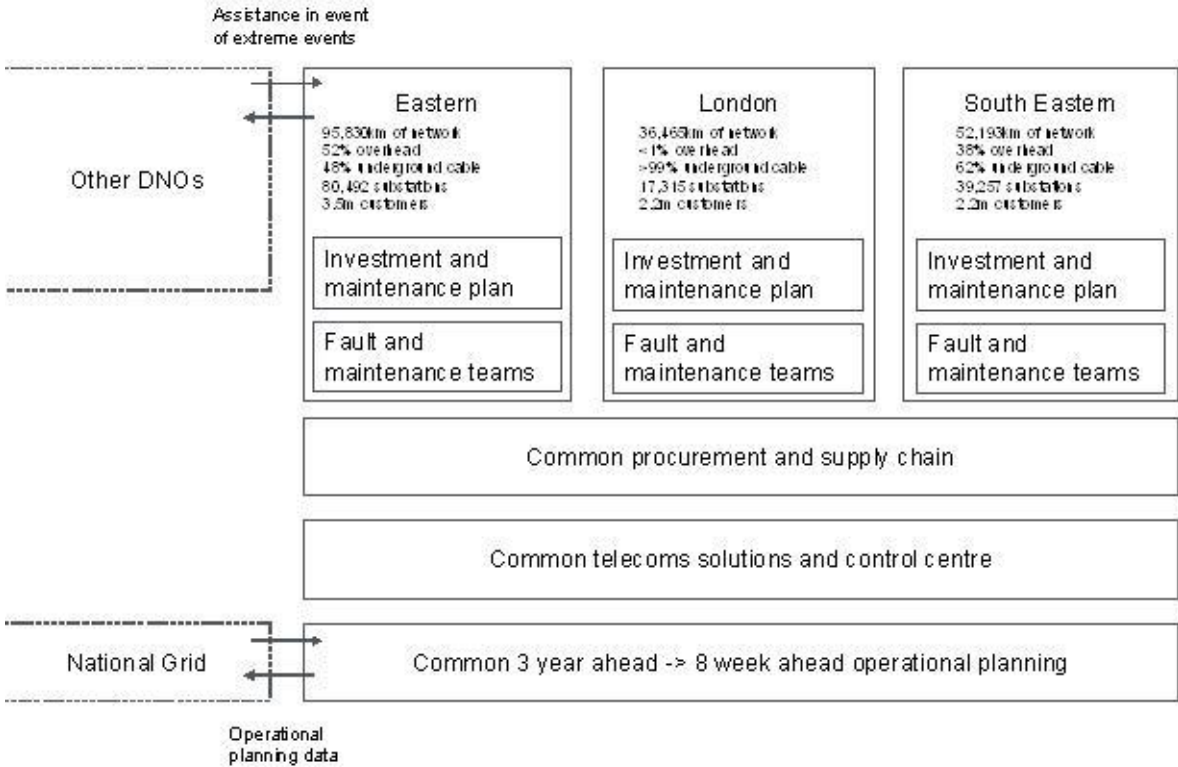 Assistance in event
of extreme events
Other DNOs
Eastern
95,830km of network
52% overhead
48% underground cable
80,492 substations
3.5m customers
Investment and
maintenance plan
Fault and
maintenance teams
London
36,465km of network
<1% overhead
>99% underground cable
17,315 substations
2.2m customers
Investment and
maintenance plan
Fault and
maintenance teams
South Eastern
52,193km of network
38% overhead
62% underground cable
39,257 substations
2.2m customers
Investment and
maintenance plan
Fault and
maintenance teams
Common procurement and supply chain
Common telecoms solutions and control centre
National Grid
Common 3 year ahead -> 8 week ahead operational planning
Operational
planning data